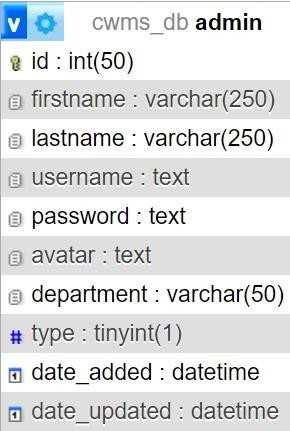 v cwms_db admin
id : int(50)
firstname : varchar(250)
lastname : varchar(250)
username : text
password : text
avatar : text
department : varchar(50)
# type : tinyint(1)
date_added : datetime
date_updated : datetime